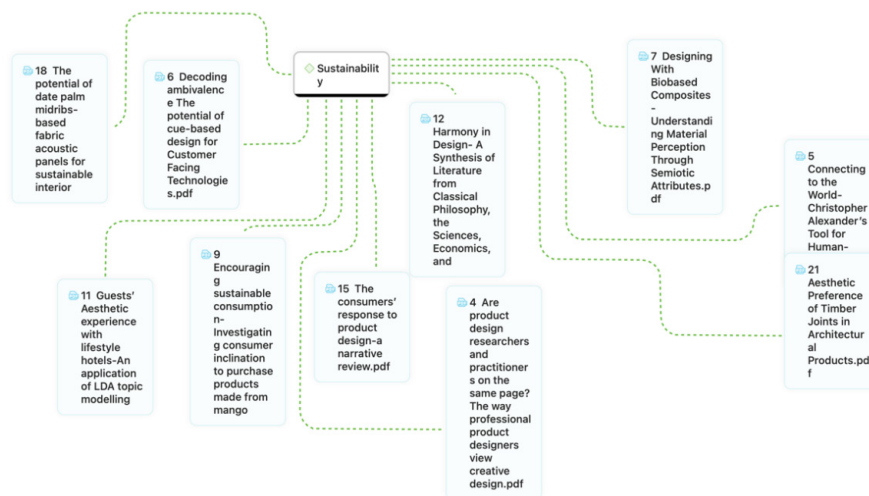 Sustainabilit
y
18 The
potential of
date palm
midribs-
based
fabric
acoustic
panels for
sustainable
interior
6 Decoding
ambivalenc
e The
potential of
cue-based
design for
Customer
Facing
Technologie
s.pdf
12
Harmony in
Design- A
Synthesis of
Literature
from
Classical
Philosophy,
the
Sciences,
Economics,
and
7 Designing
With
Biobased
Composites
-
Understandi
ng Material
Perception
Through
Semiotic
Attributes.p
df
5
Connecting
to the
World-
Christopher
Alexander's
Tool for
Human-
21
Aesthetic
Preference
of Timber
Joints in
Architectur
al
Products.pd
f
11 Guests'
Aesthetic
experience
with
lifestyle
hotels-An
application
of LDA topic
modelling
9
Encouragin
g
sustainable
consumptio
n-
Investigatin
g consumer
inclination
to purchase
products
made from
mango
15 The
consumers'
response to
product
design-a
narrative
review.pdf
4 Are
product
design
researchers
and
practitioner
s on the
same page?
The way
professional
product
designers
view
creative
design.pdf